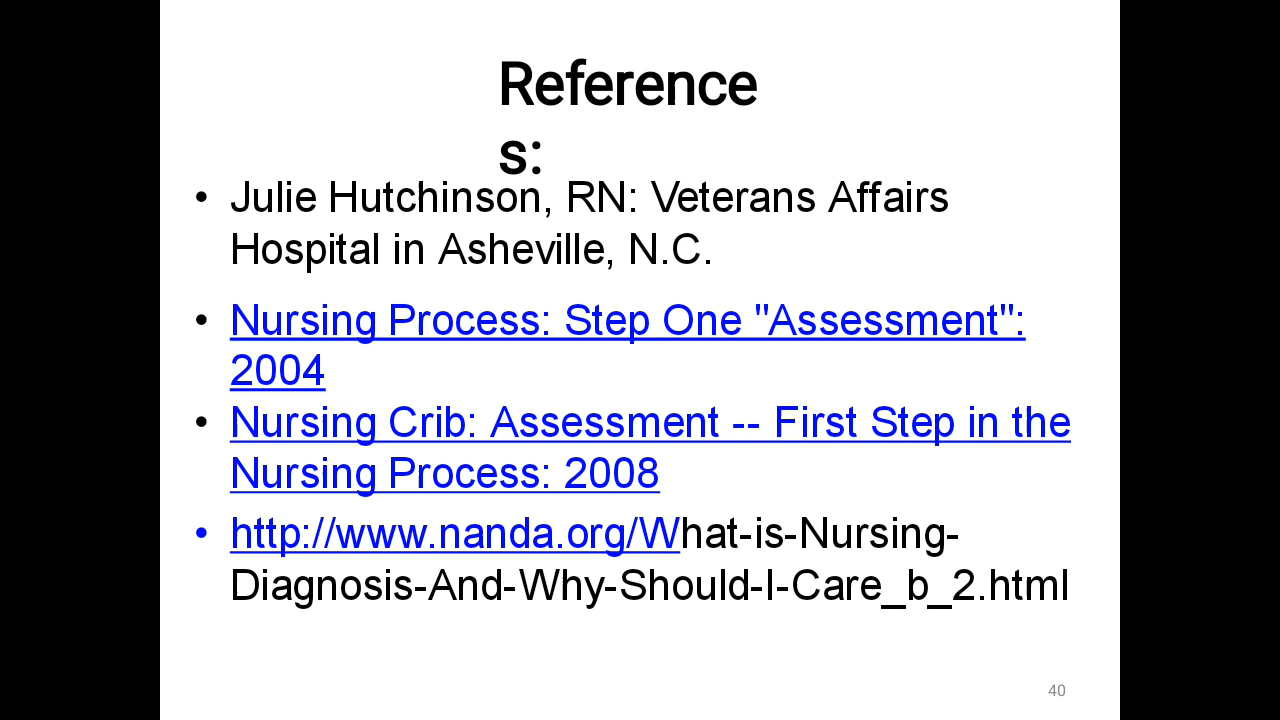 Reference
s:
• Julie Hutchinson, RN: Veterans Affairs
Hospital in Asheville, N.C.
• Nursing Process: Step One "Assessment":
2004
• Nursing Crib: Assessment -- First Step in the
Nursing Process: 2008
• http://www.nanda.org/What-is-Nursing-
Diagnosis-And-Why-Should-I-Care_b_2.html
40